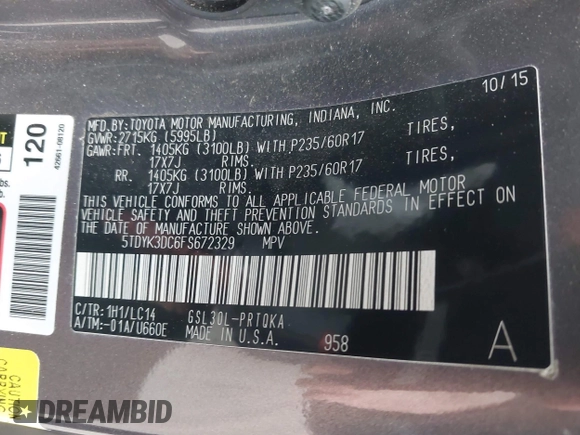 10/15
MFD.BY:TOYOTA MOTOR MANUFACTURING, INDIANA, INC.
GVWR:2715KG (5995LB)
GAWR:FRT. 1405KG (3100LB) WITH P235/60R17 TIRES,
17X7J RIMS.
RR. 1405KG (3100LB) WITH P235/60R17 TIRES,
17X7J RIMS.
THIS VEHICLE CONFORMS TO ALL APPLICABLE FEDERAL MOTOR
VEHICLE SAFETY AND THEFT PREVENTION STANDARDS IN EFFECT ON
THE DATE OF MANUFACTURE SHOWN ABOVE.
5TDYK3DC6FS672329 MPV
C/TR: 1H1/LC14 GSL30L-PRTQKA
A/TM:-01A/U660E MADE IN U.S.A. 958 A
120
42661-08120
DREAMBID